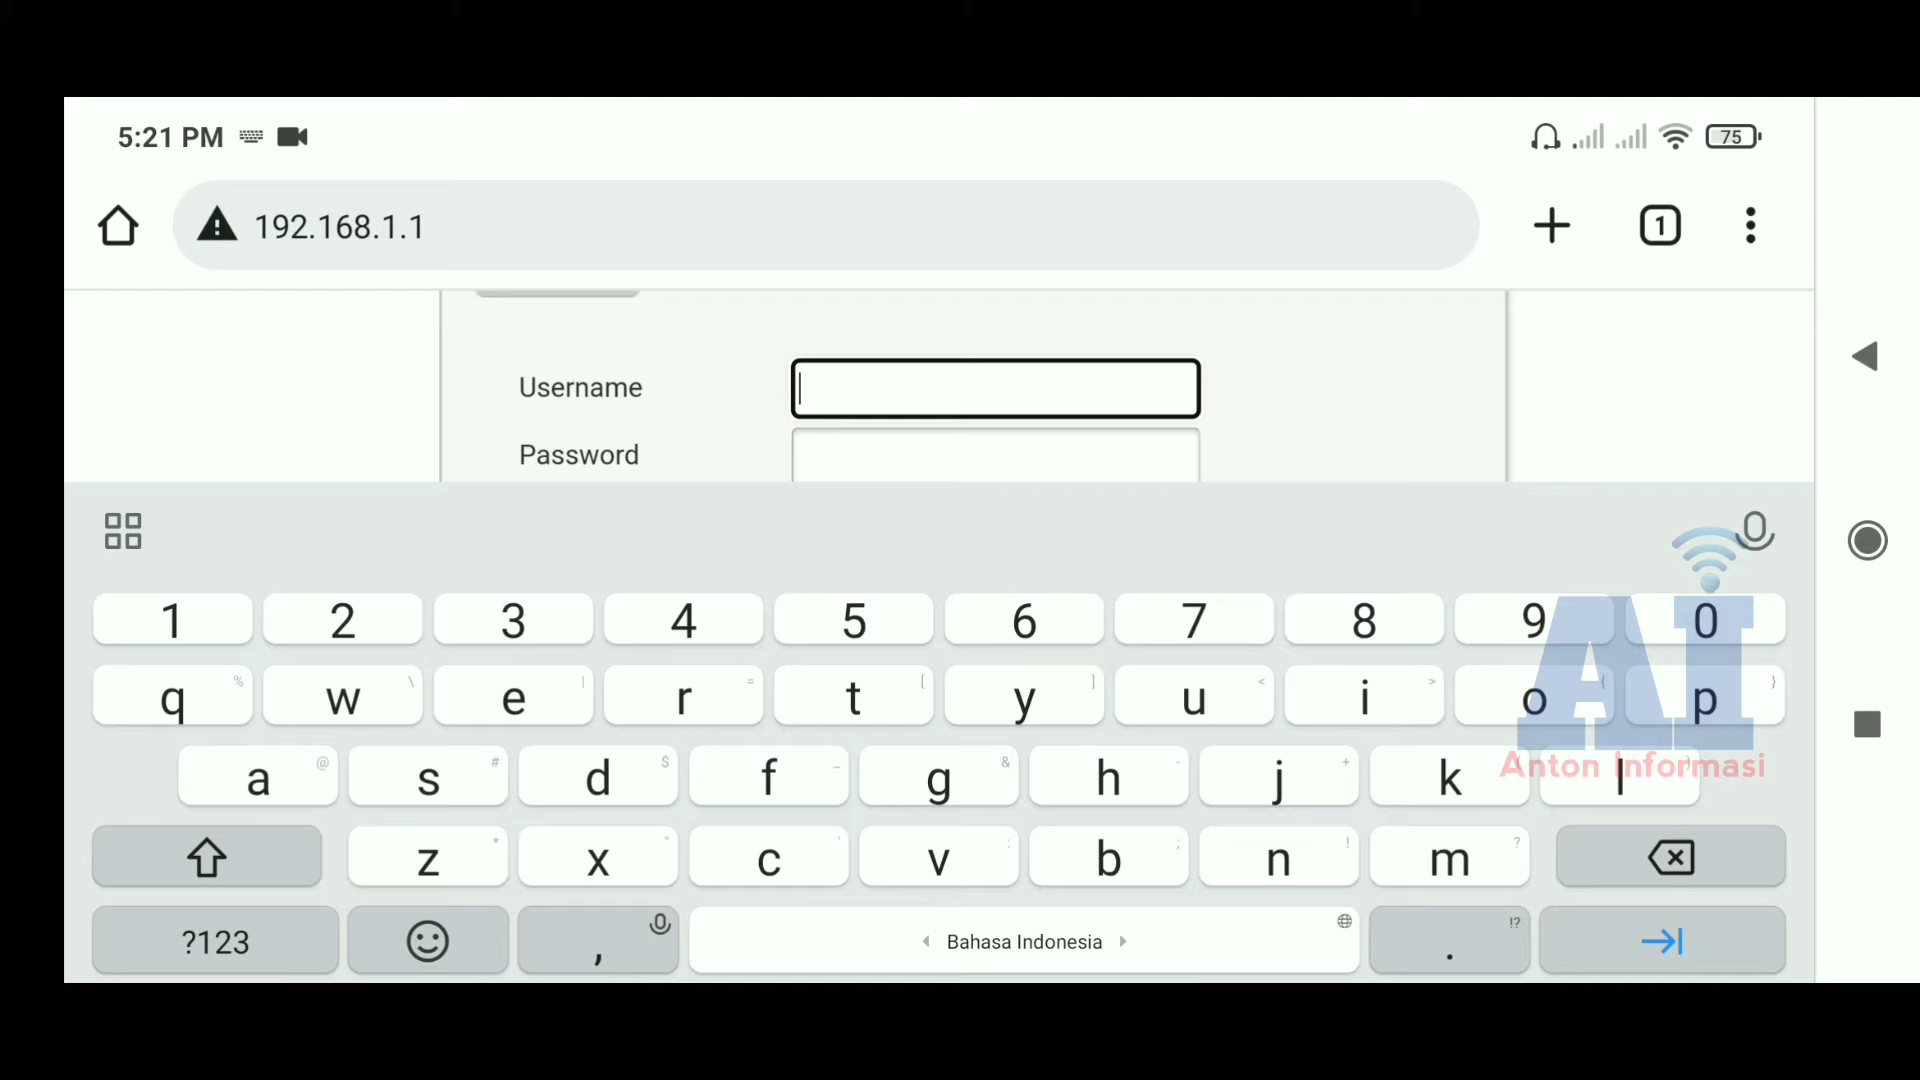 5:21 PM
75
192.168.1.1
1
Username
Password
1 2 3 4 5 6 7 8 9 0
q % w \ e | r = t [ y ] u < i > o { p }
a @ s # d $ f _ g & h - j + k ( l )
z * x " c ' v : b ; n ! m ?
?123 , Bahasa Indonesia . !?
AI
Anton Informasi